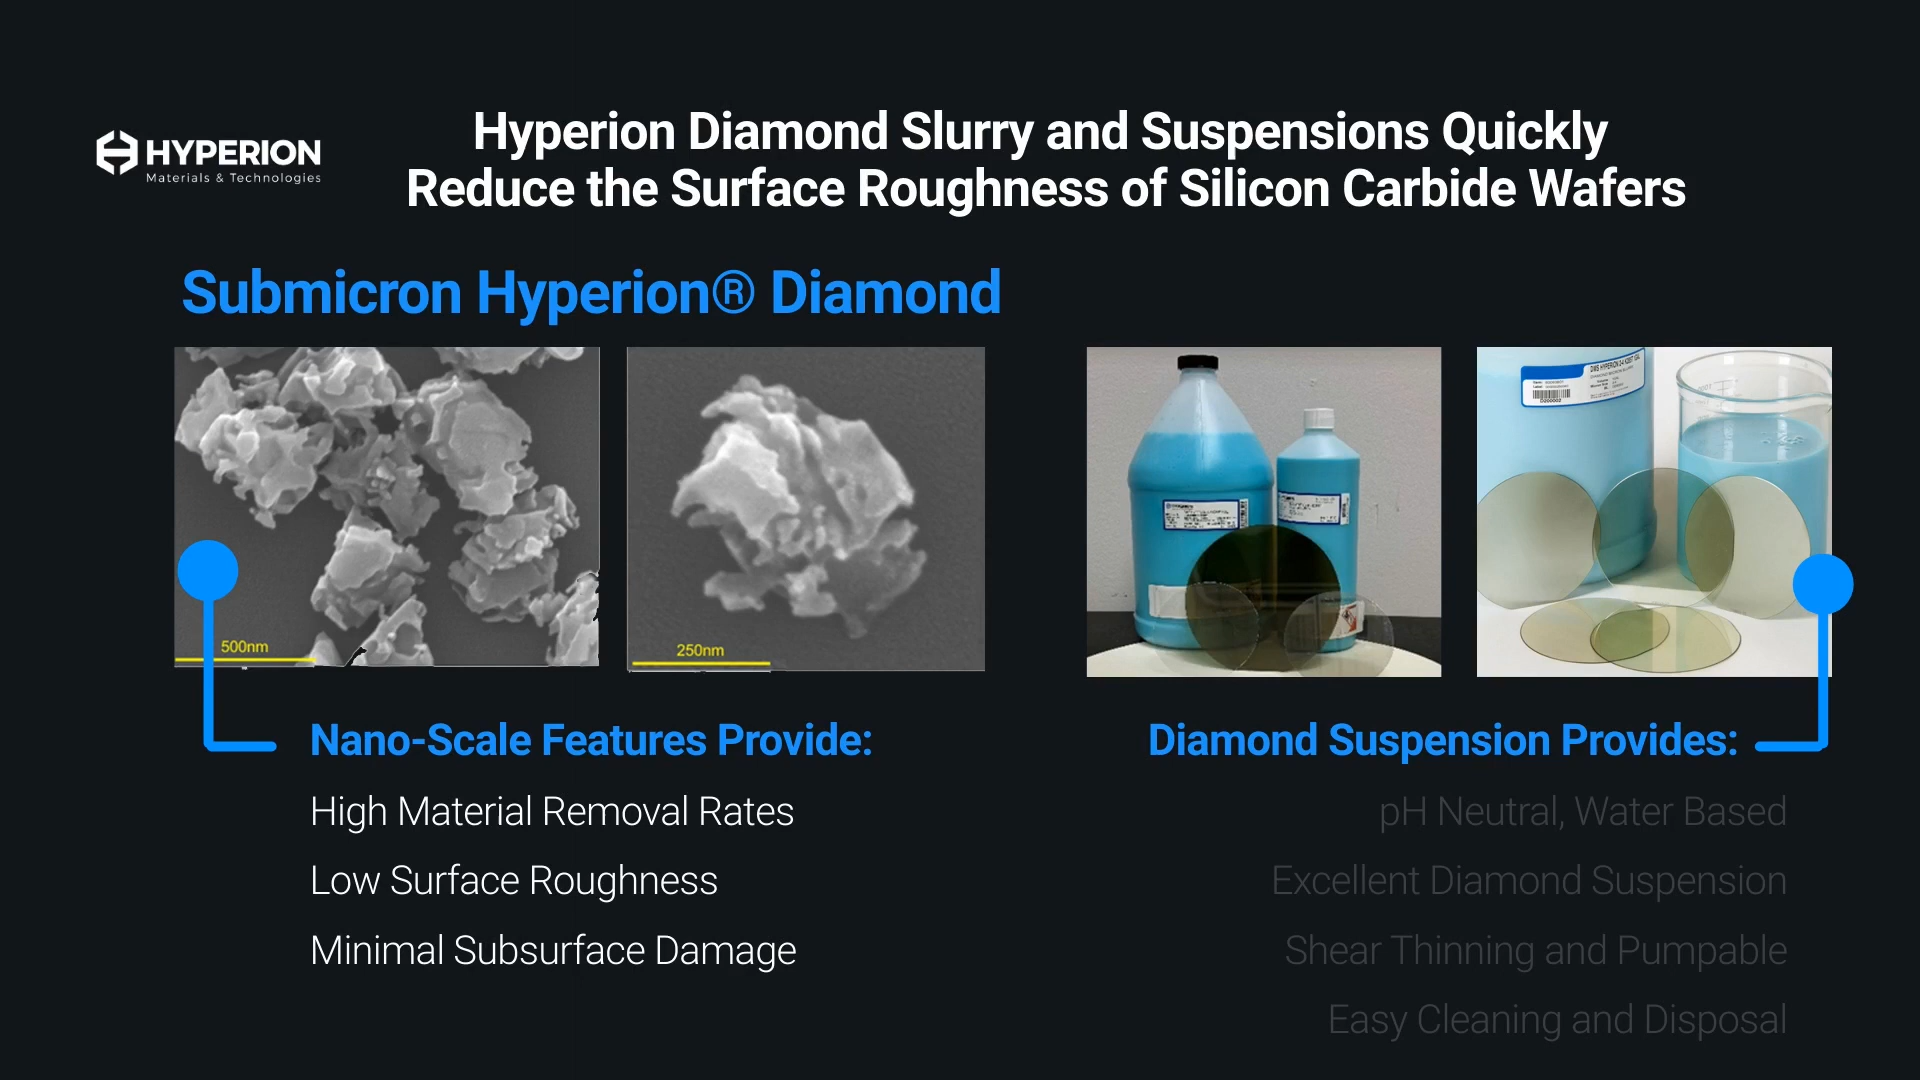 HYPERION
Materials & Technologies
Hyperion Diamond Slurry and Suspensions Quickly
Reduce the Surface Roughness of Silicon Carbide Wafers
Submicron Hyperion® Diamond
500nm
250nm
Nano-Scale Features Provide:
High Material Removal Rates
Low Surface Roughness
Minimal Subsurface Damage
Diamond Suspension Provides:
pH Neutral, Water Based
Excellent Diamond Suspension
Shear Thinning and Pumpable
Easy Cleaning and Disposal